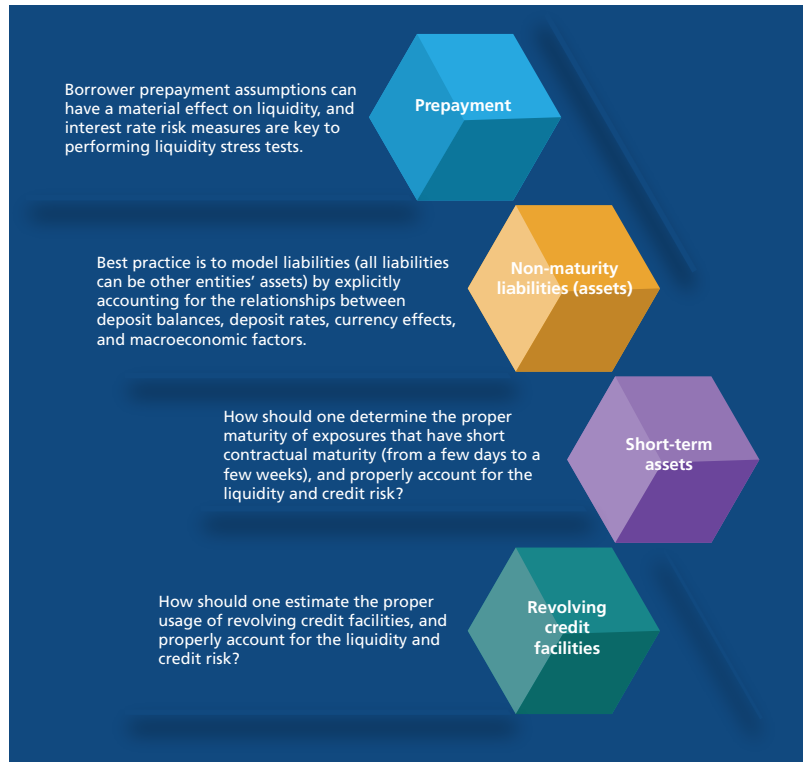 Borrower prepayment assumptions can
have a material effect on liquidity, and
interest rate risk measures are key to
performing liquidity stress tests.
Prepayment
Best practice is to model liabilities (all liabilities
can be other entities’ assets) by explicitly
accounting for the relationships between
deposit balances, deposit rates, currency effects,
and macroeconomic factors.
Non-maturity
liabilities (assets)
How should one determine the proper
maturity of exposures that have short
contractual maturity (from a few days to a
few weeks), and properly account for the
liquidity and credit risk?
Short-term
assets
How should one estimate the proper
usage of revolving credit facilities, and
properly account for the liquidity and
credit risk?
Revolving
credit
facilities